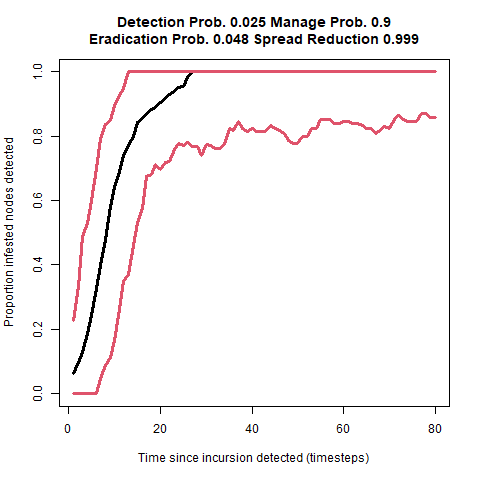 Detection Prob. 0.025 Manage Prob. 0.9
Eradication Prob. 0.048 Spread Reduction 0.999
Proportion infested nodes detected
1.0
0.8
0.6
0.4
0.2
0.0
0
20
40
60
80
Time since incursion detected (timesteps)